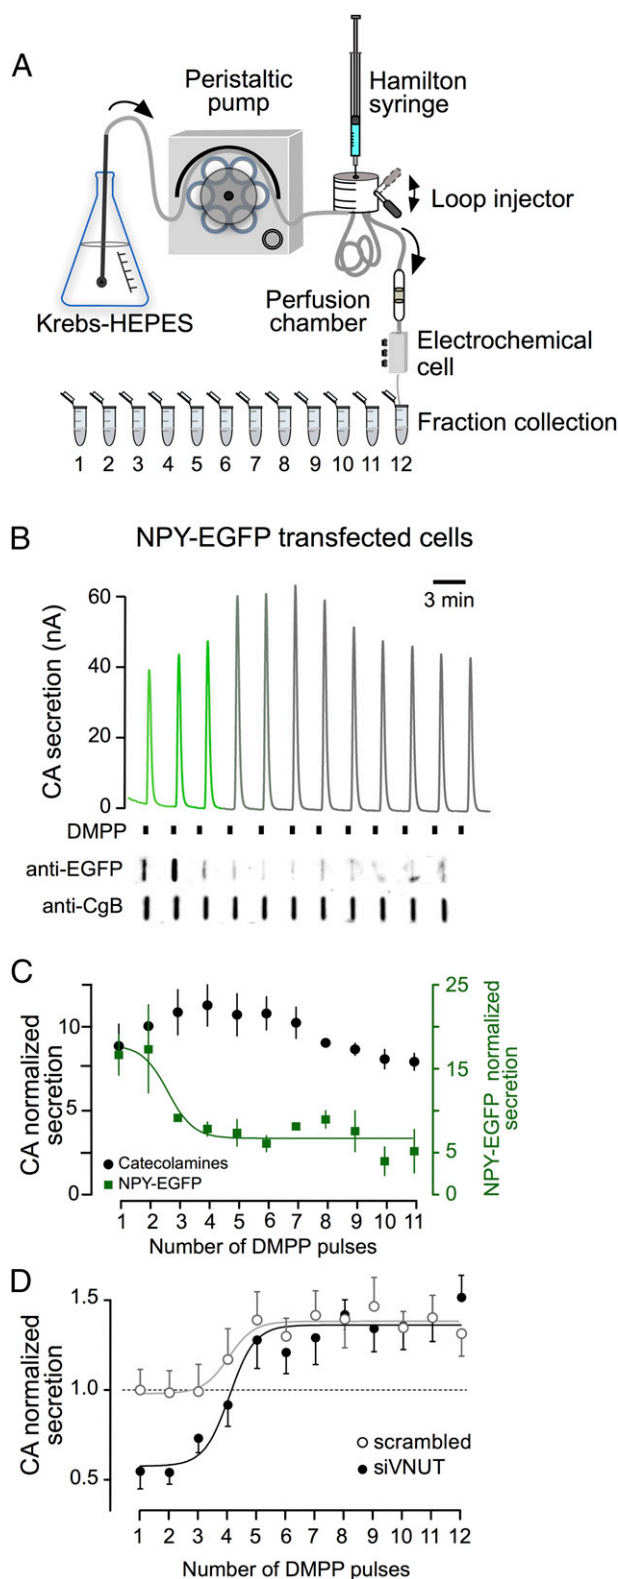 A
Peristaltic
pump
Hamilton
syringe
Loop injector
Krebs-HEPES
Perfusion
chamber
Electrochemical
cell
Fraction collection
1 2 3 4 5 6 7 8 9 10 11 12
B
NPY-EGFP transfected cells
3 min
CA secretion (nA)
60
40
20
0
DMPP
anti-EGFP
anti-CgB
C
CA normalized
secretion
10
5
0
25
20
15
10
5
0
NPY-EGFP normalized
secretion
Catecolamines
NPY-EGFP
1 2 3 4 5 6 7 8 9 10 11
Number of DMPP pulses
D
CA normalized
secretion
1.5
1.0
0.5
scrambled
siVNUT
1 2 3 4 5 6 7 8 9 10 11 12
Number of DMPP pulses